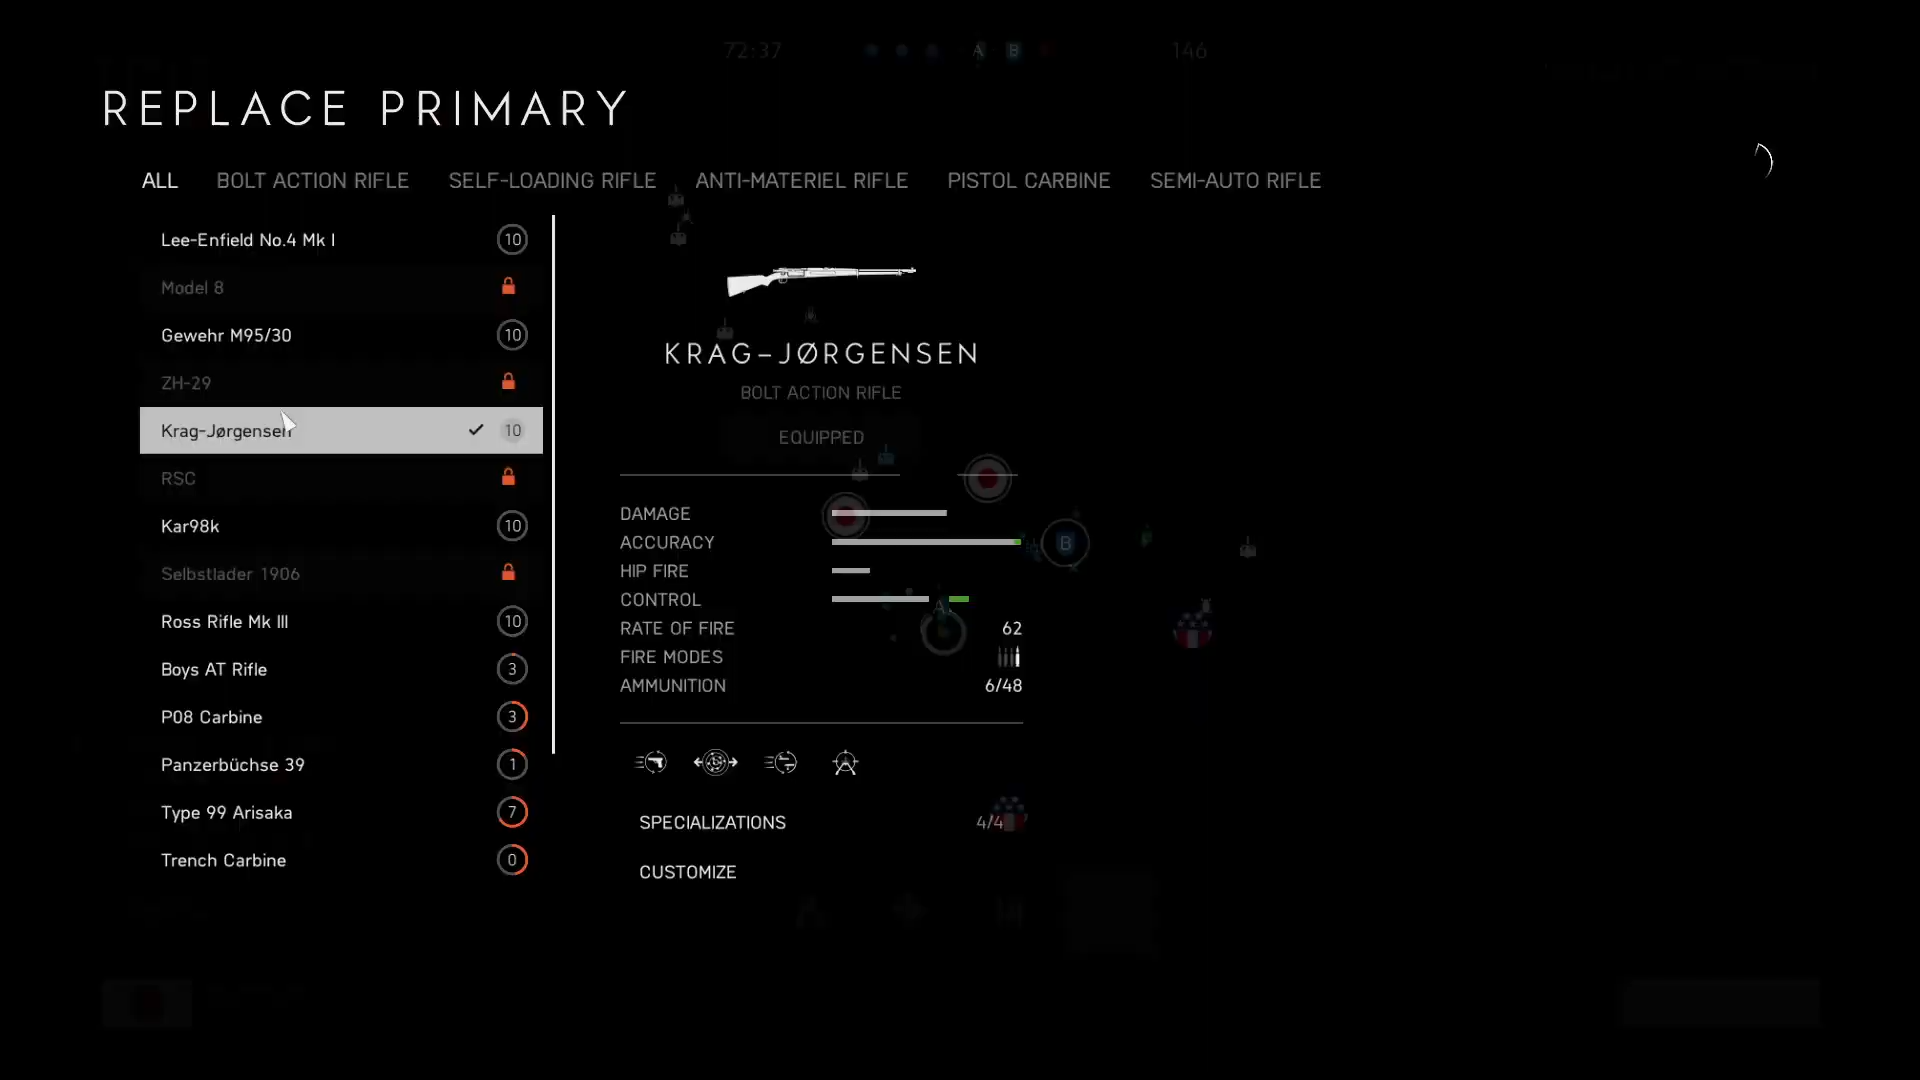 72:37 A B 146
REPLACE PRIMARY
ALL BOLT ACTION RIFLE SELF-LOADING RIFLE ANTI-MATERIEL RIFLE PISTOL CARBINE SEMI-AUTO RIFLE
Lee-Enfield No.4 Mk I 10
Model 8
Gewehr M95/30 10
ZH-29
Krag-Jørgensen 10
RSC
Kar98k 10
Selbstlader 1906
Ross Rifle Mk III 10
Boys AT Rifle 3
P08 Carbine 3
Panzerbüchse 39 1
Type 99 Arisaka 7
Trench Carbine 0
KRAG-JØRGENSEN
BOLT ACTION RIFLE
EQUIPPED
DAMAGE
ACCURACY
HIP FIRE
CONTROL
RATE OF FIRE 62
FIRE MODES
AMMUNITION 6/48
SPECIALIZATIONS 4/4
CUSTOMIZE
B
A